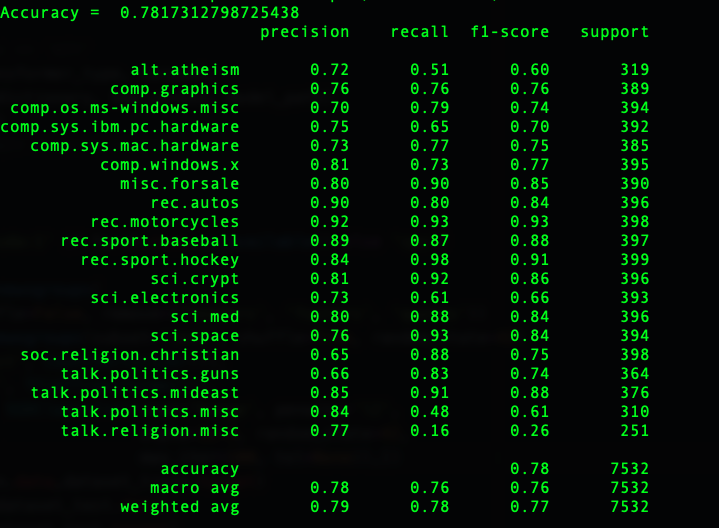 Accuracy =  0.7817312798725438
precision recall f1-score support
alt.atheism 0.72 0.51 0.60 319
comp.graphics 0.76 0.76 0.76 389
comp.os.ms-windows.misc 0.70 0.79 0.74 394
comp.sys.ibm.pc.hardware 0.75 0.65 0.70 392
comp.sys.mac.hardware 0.73 0.77 0.75 385
comp.windows.x 0.81 0.73 0.77 395
misc.forsale 0.80 0.90 0.85 390
rec.autos 0.90 0.80 0.84 396
rec.motorcycles 0.92 0.93 0.93 398
rec.sport.baseball 0.89 0.87 0.88 397
rec.sport.hockey 0.84 0.98 0.91 399
sci.crypt 0.81 0.92 0.86 396
sci.electronics 0.73 0.61 0.66 393
sci.med 0.80 0.88 0.84 396
sci.space 0.76 0.93 0.84 394
soc.religion.christian 0.65 0.88 0.75 398
talk.politics.guns 0.66 0.83 0.74 364
talk.politics.mideast 0.85 0.91 0.88 376
talk.politics.misc 0.84 0.48 0.61 310
talk.religion.misc 0.77 0.16 0.26 251
accuracy 0.78 7532
macro avg 0.78 0.76 0.76 7532
weighted avg 0.79 0.78 0.77 7532